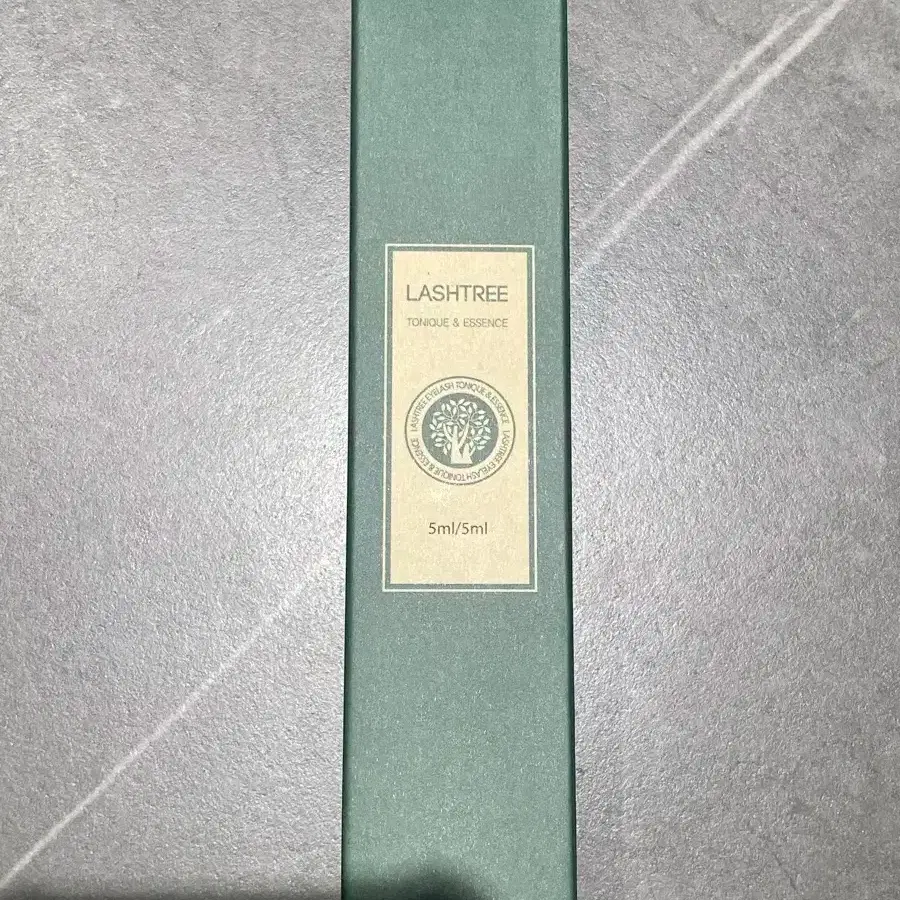 LASHTREE
TONIQUE & ESSENCE
LASHTREE EYELASH TONIQUE & ESSENCE LASHTREE EYELASH TONIQUE & ESSENCE
5ml/5ml